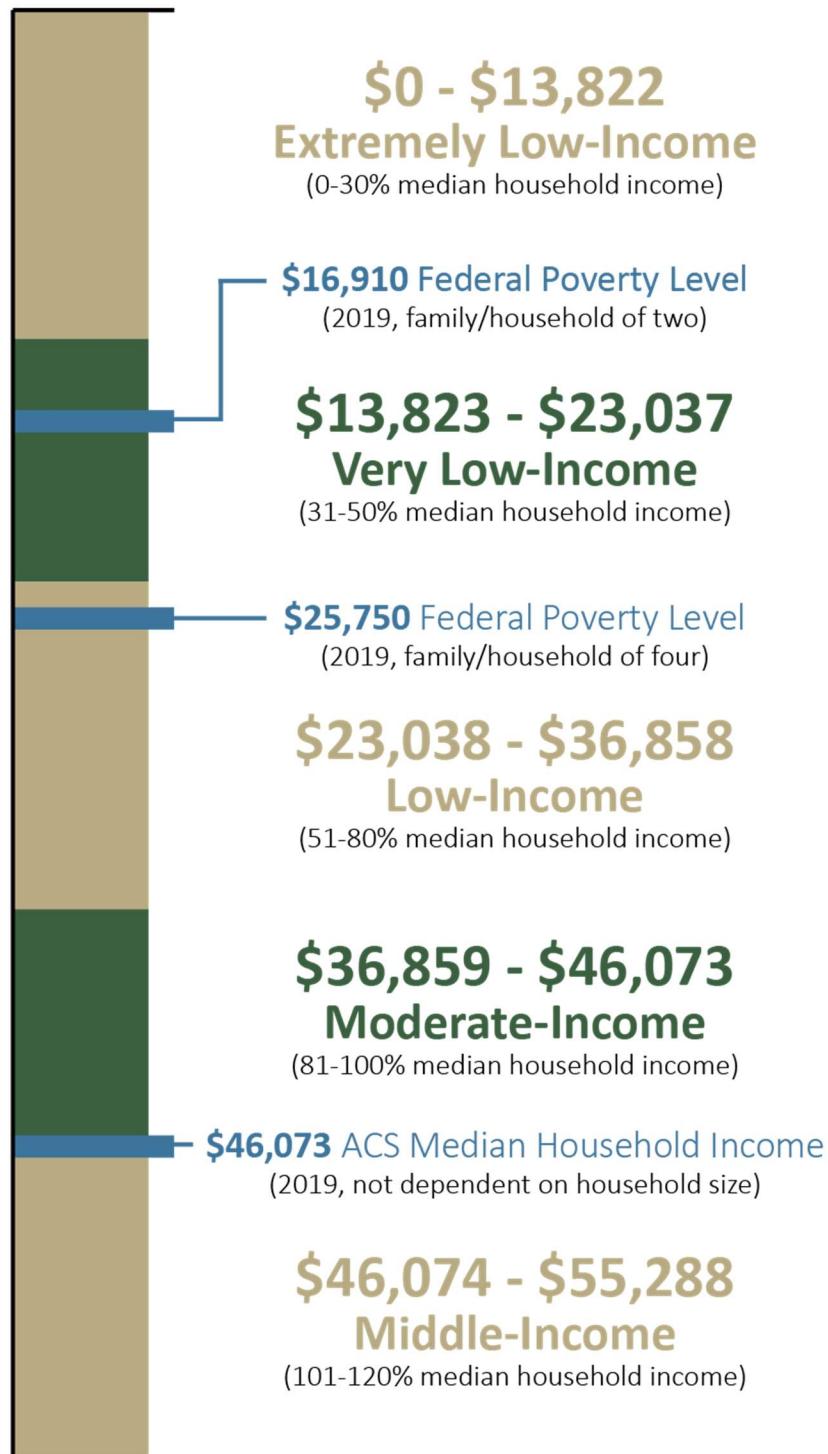 $0 - $13,822
Extremely Low-Income
(0-30% median household income)
$16,910 Federal Poverty Level
(2019, family/household of two)
$13,823 - $23,037
Very Low-Income
(31-50% median household income)
$25,750 Federal Poverty Level
(2019, family/household of four)
$23,038 - $36,858
Low-Income
(51-80% median household income)
$36,859 - $46,073
Moderate-Income
(81-100% median household income)
$46,073 ACS Median Household Income
(2019, not dependent on household size)
$46,074 - $55,288
Middle-Income
(101-120% median household income)